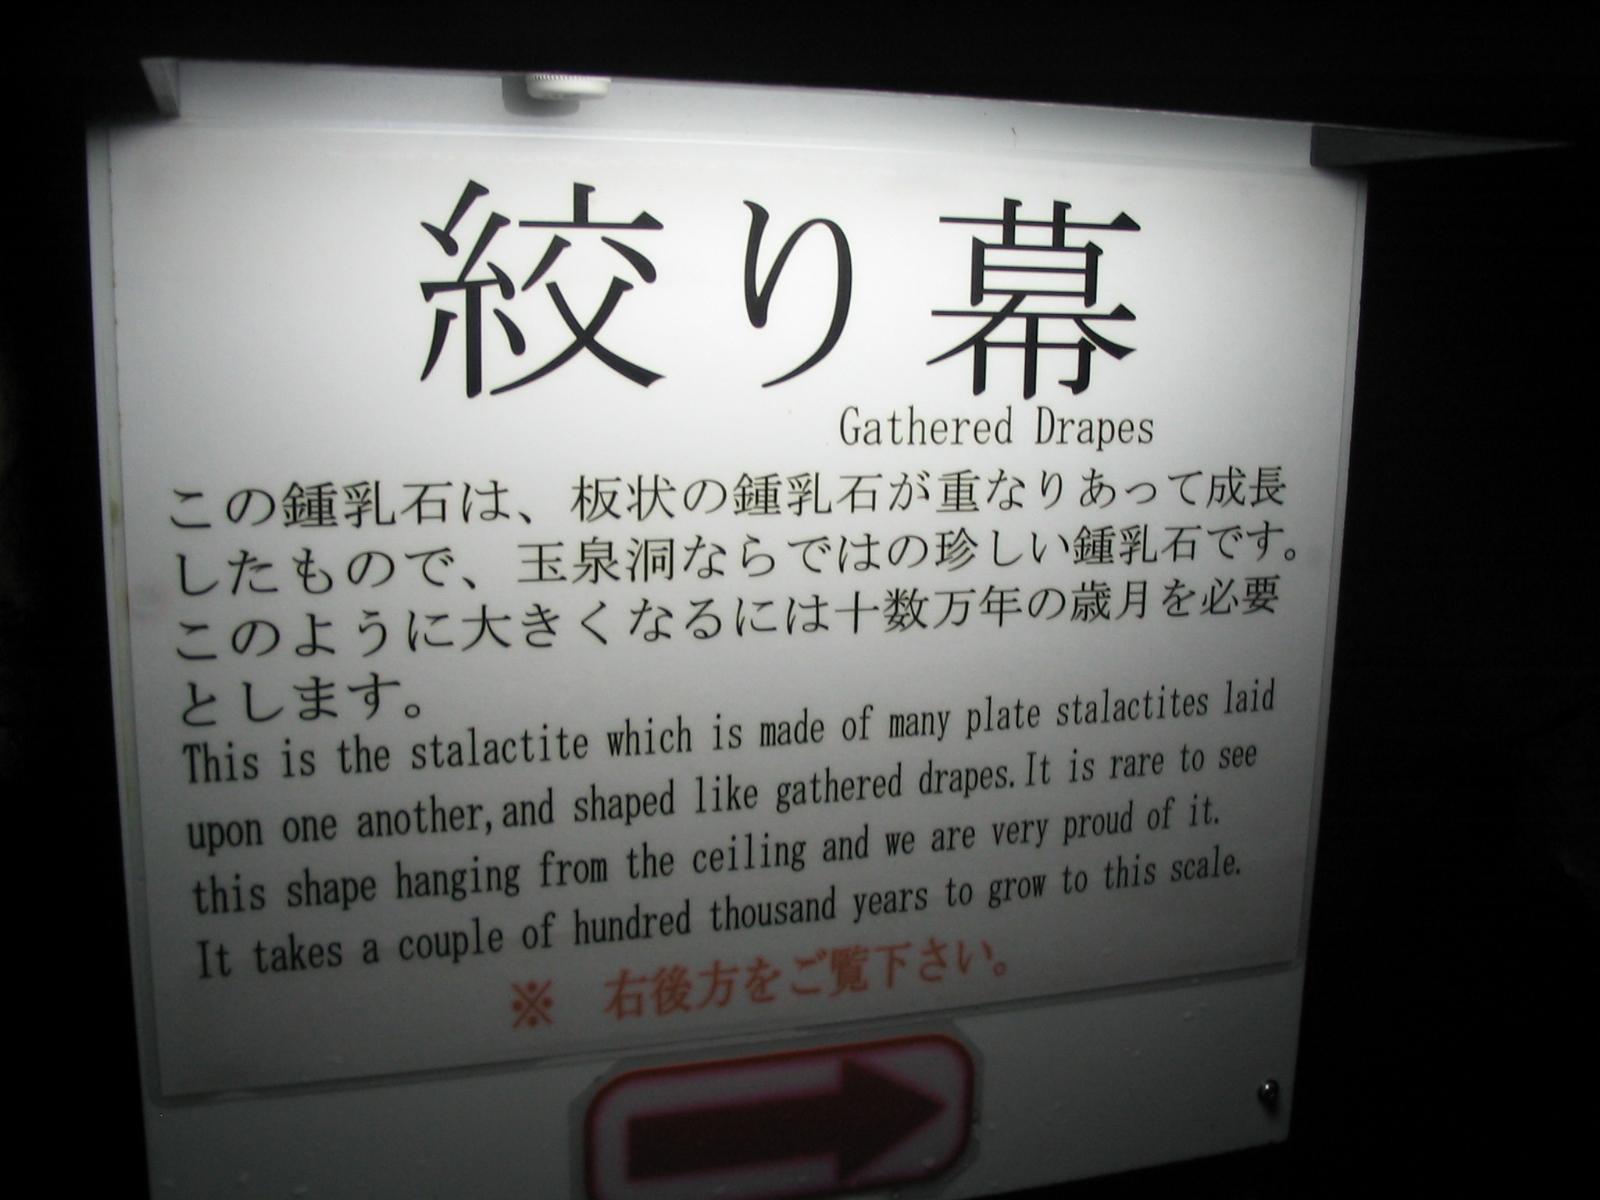 絞り幕
Gathered Drapes
この鍾乳石は、板状の鍾乳石が重なりあって成長
したもので、玉泉洞ならではの珍しい鍾乳石です。
このように大きくなるには十数万年の歳月を必要
とします。
This is the stalactite which is made of many plate stalactites laid
upon one another,and shaped like gathered drapes.It is rare to see
this shape hanging from the ceiling and we are very proud of it.
It takes a couple of hundred thousand years to grow to this scale.
※ 右後方をご覧下さい。